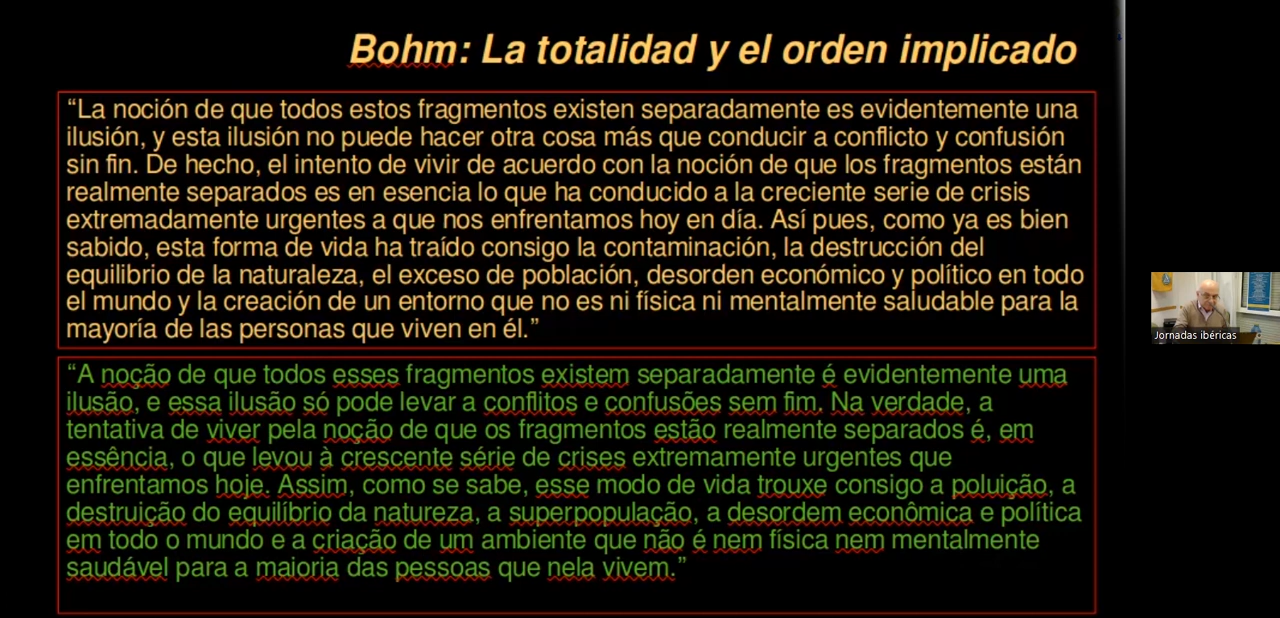 Bohm: La totalidad y el orden implicado
“La noción de que todos estos fragmentos existen separadamente es evidentemente una
ilusión, y esta ilusión no puede hacer otra cosa más que conducir a conflicto y confusión
sin fin. De hecho, el intento de vivir de acuerdo con la noción de que los fragmentos están
realmente separados es en esencia lo que ha conducido a la creciente serie de crisis
extremadamente urgentes a que nos enfrentamos hoy en día. Así pues, como ya es bien
sabido, esta forma de vida ha traído consigo la contaminación, la destrucción del
equilibrio de la naturaleza, el exceso de población, desorden económico y político en todo
el mundo y la creación de un entorno que no es ni física ni mentalmente saludable para la
mayoría de las personas que viven en él.”
“A noção de que todos esses fragmentos existem separadamente é evidentemente uma
ilusão, e essa ilusão só pode levar a conflitos e confusões sem fim. Na verdade, a
tentativa de viver pela noção de que os fragmentos estão realmente separados é, em
essência, o que levou à crescente série de crises extremamente urgentes que
enfrentamos hoje. Assim, como se sabe, esse modo de vida trouxe consigo a poluição, a
destruição do equilíbrio da natureza, a superpopulação, a desordem econômica e política
em todo o mundo e a criação de um ambiente que não é nem física nem mentalmente
saudável para a maioria das pessoas que nela vivem.”
Jornadas ibéricas